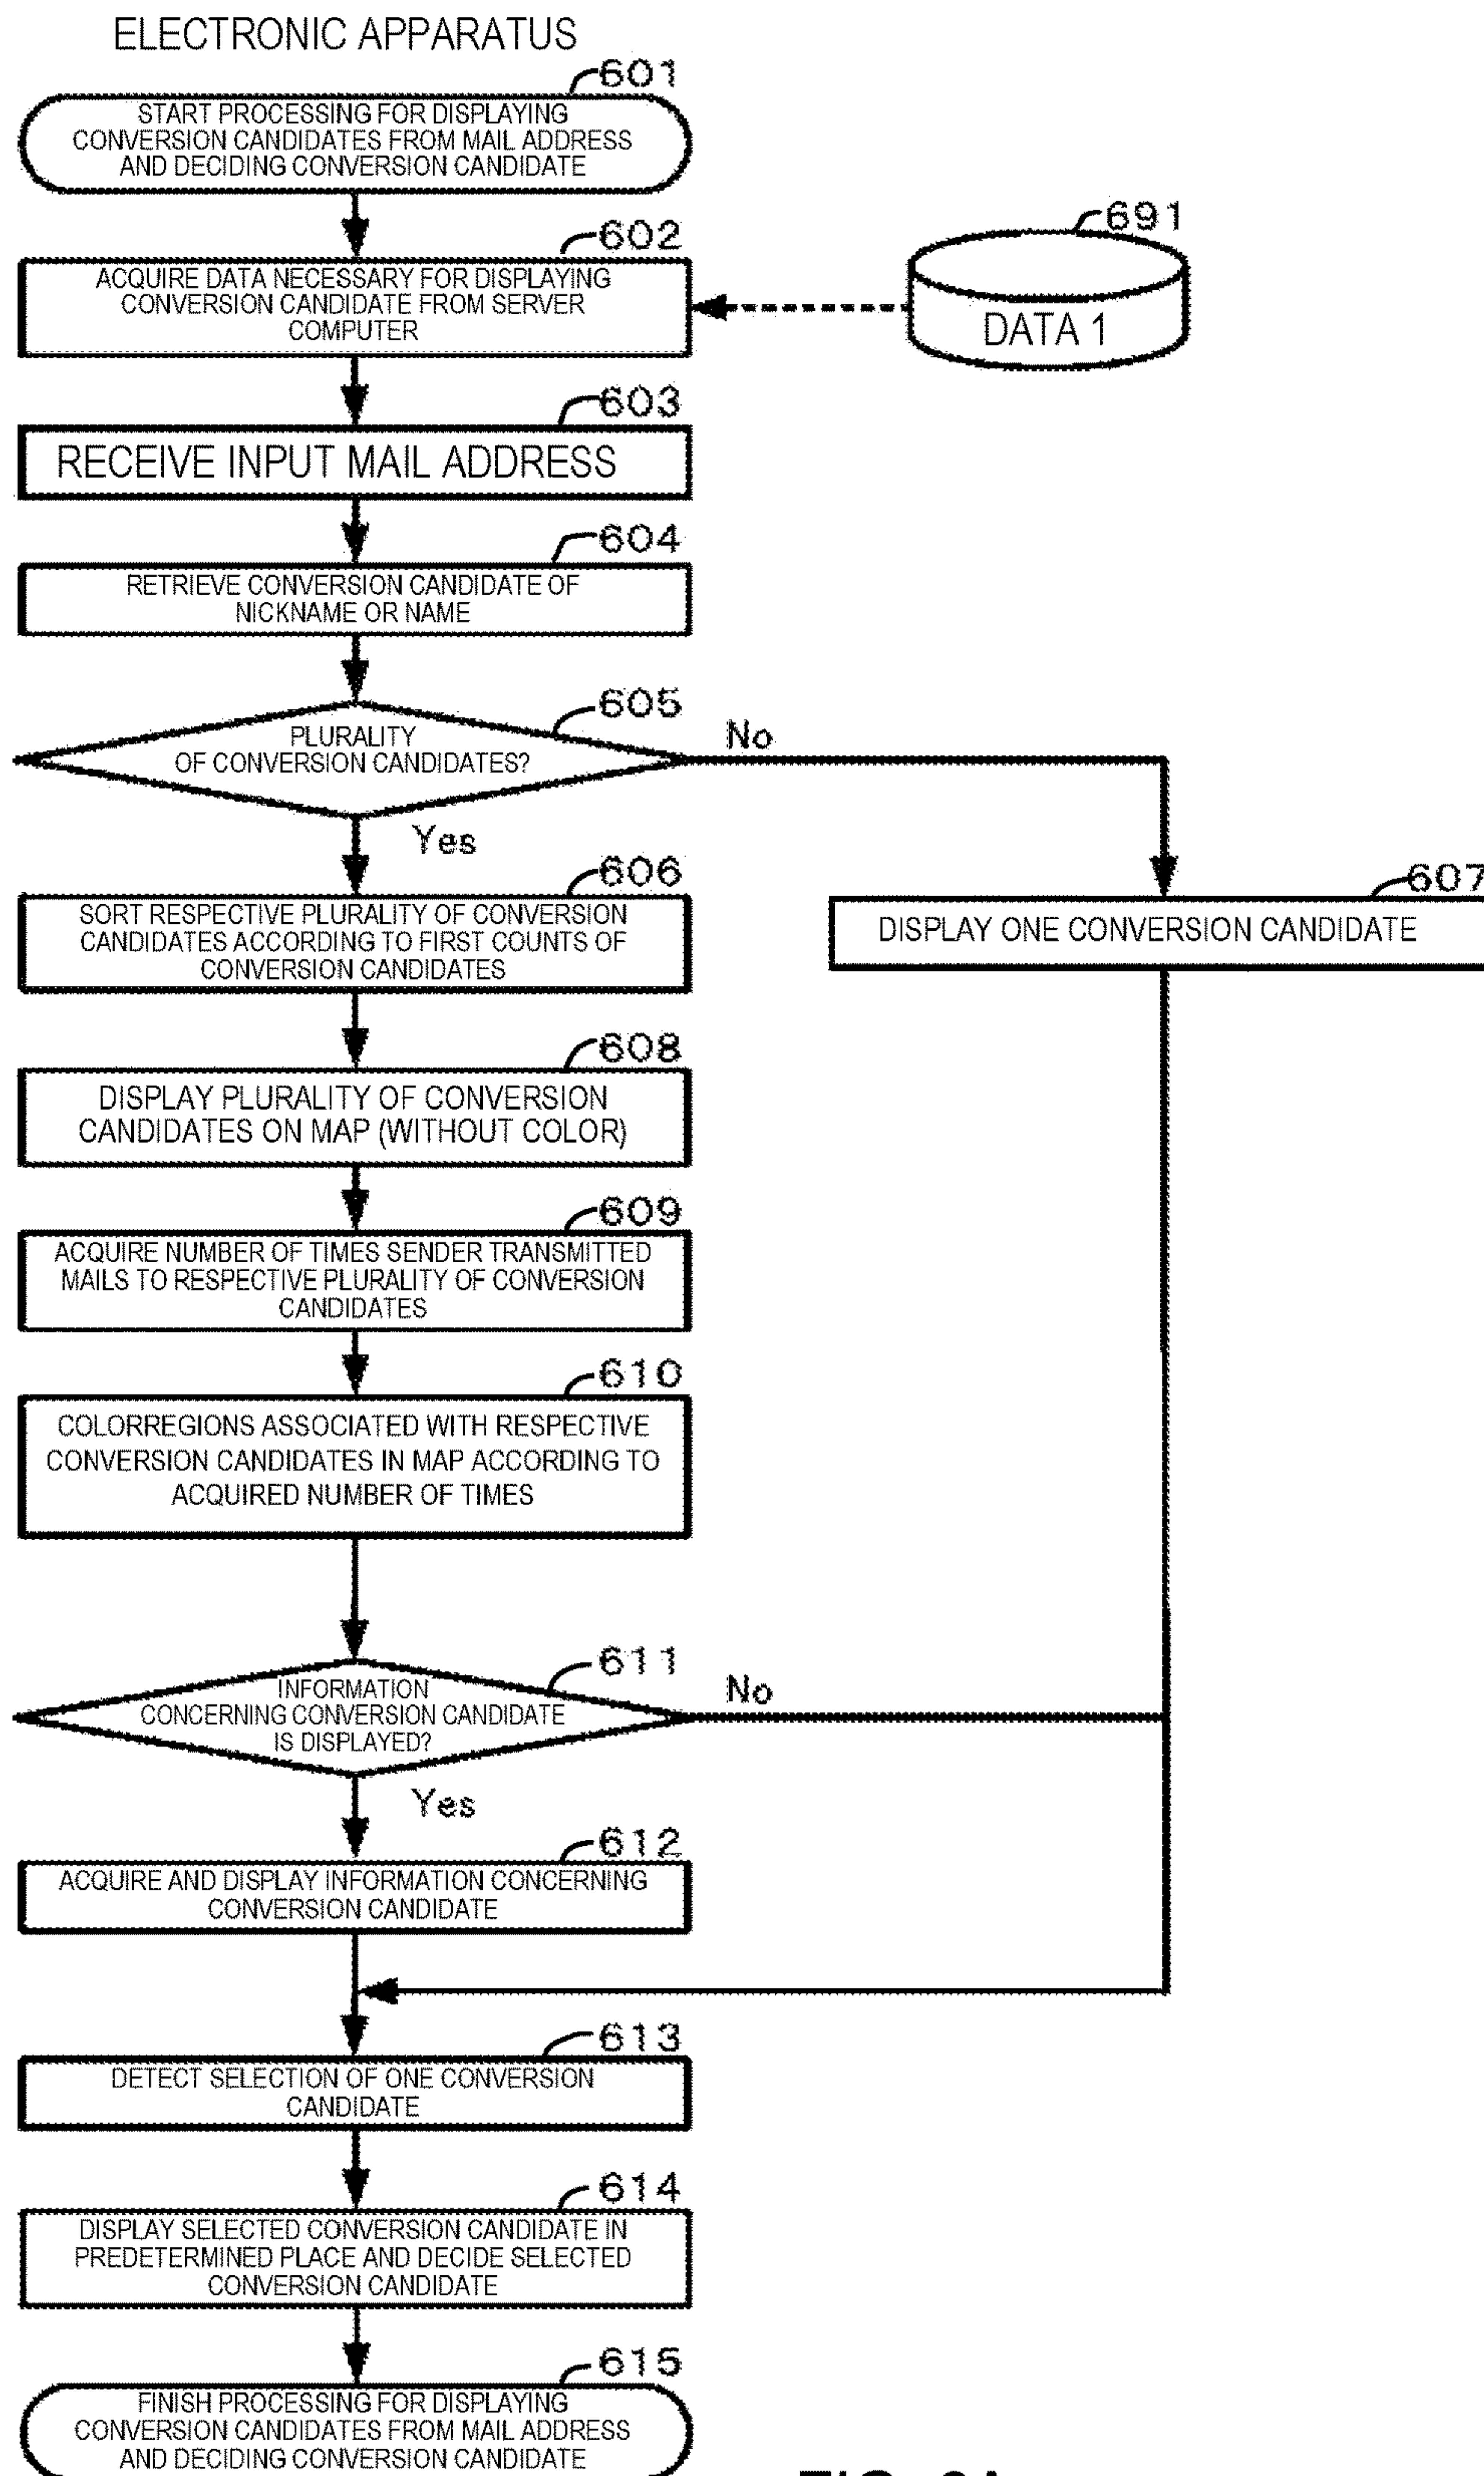 ELECTRONIC APPARATUS
601
START PROCESSING FOR DISPLAYING
CONVERSION CANDIDATES FROM MAIL ADDRESS
AND DECIDING CONVERSION CANDIDATE
602
ACQUIRE DATA NECESSARY FOR DISPLAYING
CONVERSION CANDIDATE FROM SERVER
COMPUTER
691
DATA 1
603
RECEIVE INPUT MAIL ADDRESS
604
RETRIEVE CONVERSION CANDIDATE OF
NICKNAME OR NAME
605
PLURALITY
OF CONVERSION CANDIDATES?
No
Yes
606
SORT RESPECTIVE PLURALITY OF CONVERSION
CANDIDATES ACCORDING TO FIRST COUNTS OF
CONVERSION CANDIDATES
607
DISPLAY ONE CONVERSION CANDIDATE
608
DISPLAY PLURALITY OF CONVERSION
CANDIDATES ON MAP (WITHOUT COLOR)
609
ACQUIRE NUMBER OF TIMES SENDER TRANSMITTED
MAILS TO RESPECTIVE PLURALITY OF CONVERSION
CANDIDATES
610
COLORREGIONS ASSOCIATED WITH RESPECTIVE
CONVERSION CANDIDATES IN MAP ACCORDING TO
ACQUIRED NUMBER OF TIMES
611
INFORMATION
CONCERNING CONVERSION CANDIDATE
IS DISPLAYED?
No
Yes
612
ACQUIRE AND DISPLAY INFORMATION CONCERNING
CONVERSION CANDIDATE
613
DETECT SELECTION OF ONE CONVERSION
CANDIDATE
614
DISPLAY SELECTED CONVERSION CANDIDATE IN
PREDETERMINED PLACE AND DECIDE SELECTED
CONVERSION CANDIDATE
615
FINISH PROCESSING FOR DISPLAYING
CONVERSION CANDIDATES FROM MAIL ADDRESS
AND DECIDING CONVERSION CANDIDATE